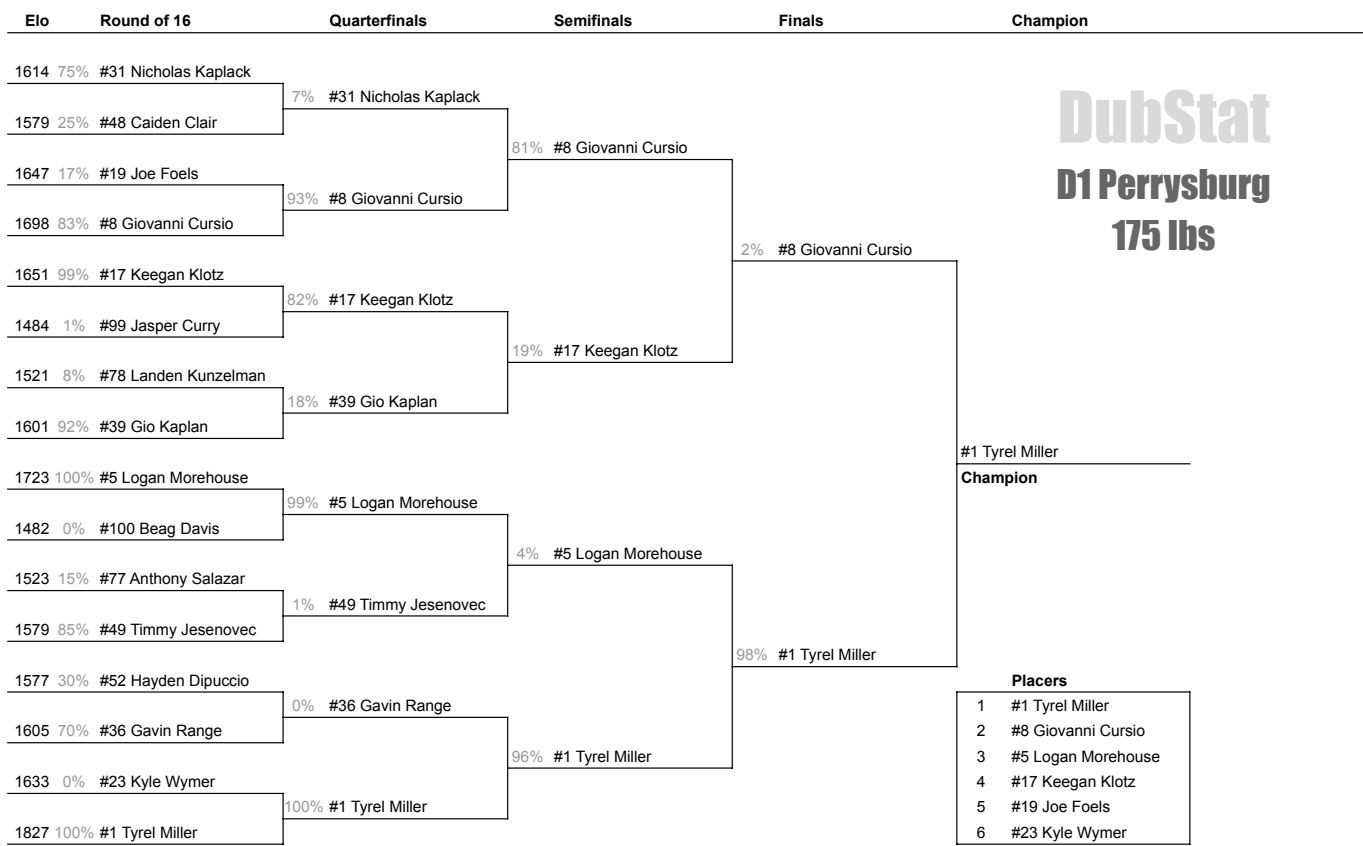 Elo Round of 16 Quarterfinals Semifinals Finals Champion
1614 75% #31 Nicholas Kaplack
7% #31 Nicholas Kaplack
1579 25% #48 Caiden Clair
81% #8 Giovanni Cursio
1647 17% #19 Joe Foels
93% #8 Giovanni Cursio
1698 83% #8 Giovanni Cursio
DubStat
D1 Perrysburg
175 lbs
2% #8 Giovanni Cursio
1651 99% #17 Keegan Klotz
82% #17 Keegan Klotz
1484 1% #99 Jasper Curry
19% #17 Keegan Klotz
1521 8% #78 Landen Kunzelman
18% #39 Gio Kaplan
1601 92% #39 Gio Kaplan
#1 Tyrel Miller
Champion
1723 100% #5 Logan Morehouse
99% #5 Logan Morehouse
1482 0% #100 Beag Davis
4% #5 Logan Morehouse
1523 15% #77 Anthony Salazar
1% #49 Timmy Jesenovec
1579 85% #49 Timmy Jesenovec
98% #1 Tyrel Miller
1577 30% #52 Hayden Dipuccio
0% #36 Gavin Range
1605 70% #36 Gavin Range
96% #1 Tyrel Miller
1633 0% #23 Kyle Wymer
100% #1 Tyrel Miller
1827 100% #1 Tyrel Miller
Placers
1 #1 Tyrel Miller
2 #8 Giovanni Cursio
3 #5 Logan Morehouse
4 #17 Keegan Klotz
5 #19 Joe Foels
6 #23 Kyle Wymer